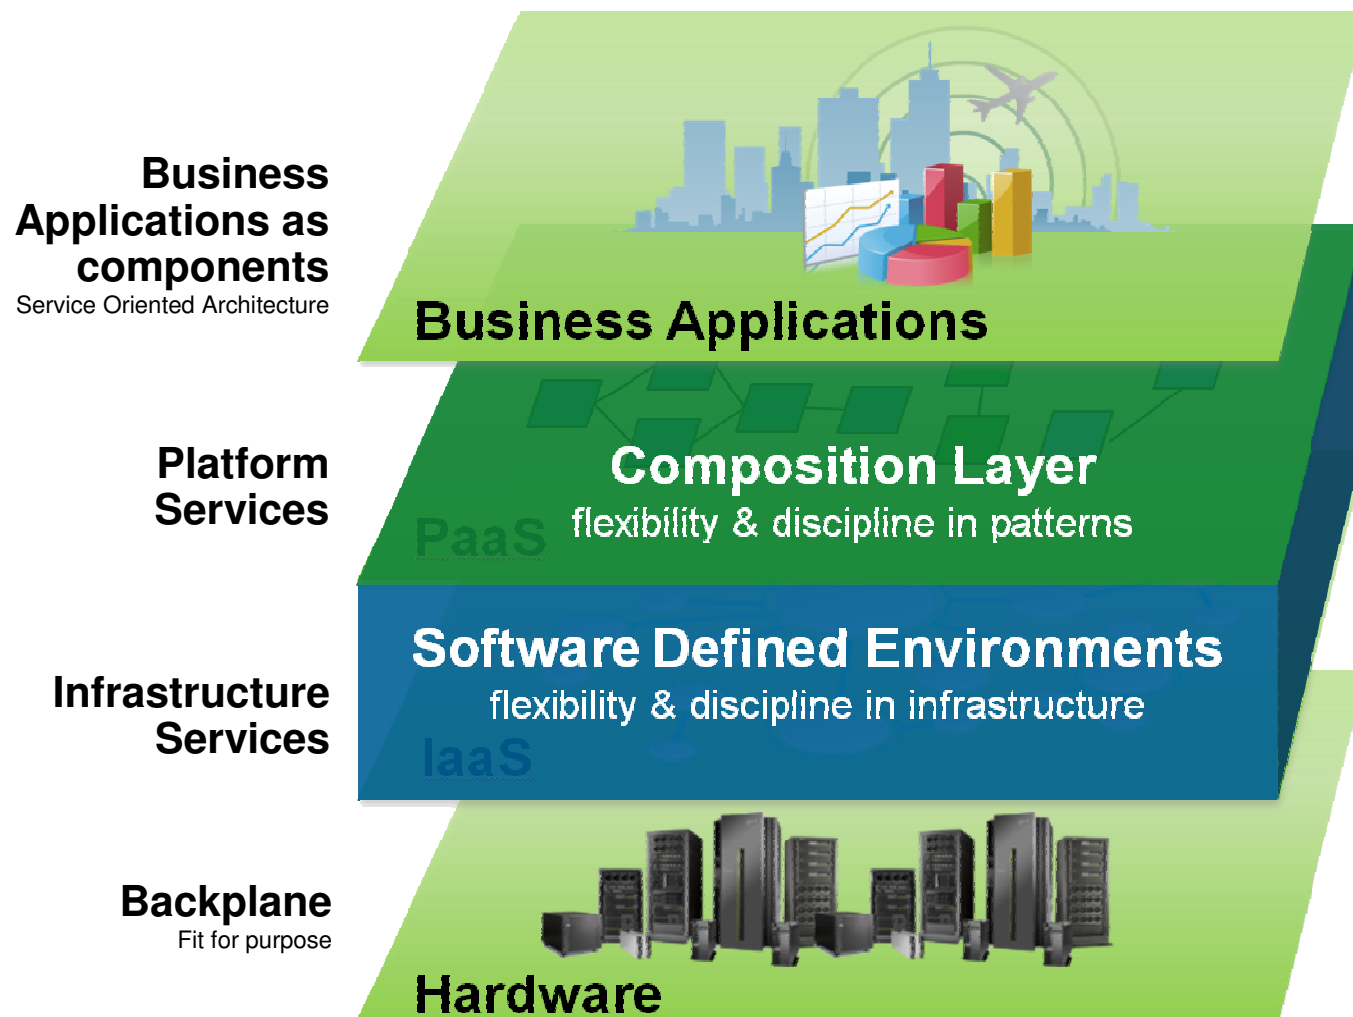 Business
Applications as
components
Service Oriented Architecture
Business Applications
Platform
Services
Composition Layer
flexibility & discipline in patterns
PaaS
Infrastructure
Services
Software Defined Environments
flexibility & discipline in infrastructure
IaaS
Backplane
Fit for purpose
Hardware